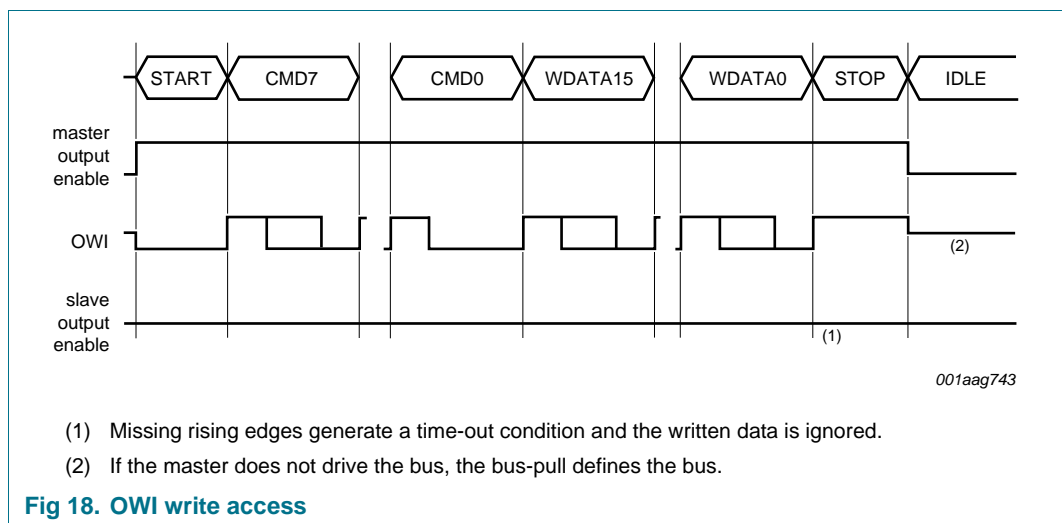 START CMD7 CMD0 WDATA15 WDATA0 STOP IDLE
master
output
enable
OWI
(2)
slave
output
enable
(1)
001aag743
(1) Missing rising edges generate a time-out condition and the written data is ignored.
(2) If the master does not drive the bus, the bus-pull defines the bus.
Fig 18. OWI write access